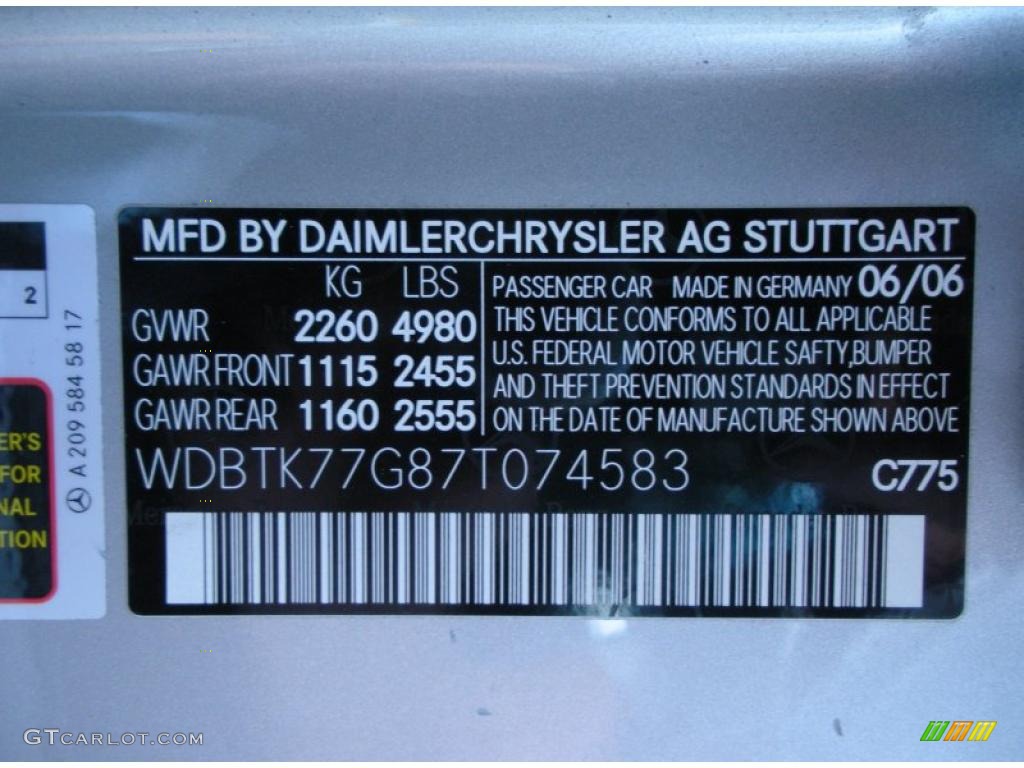 MFD BY DAIMLERCHRYSLER AG STUTTGART
KG LBS
GVWR 2260 4980
GAWR FRONT 1115 2455
GAWR REAR 1160 2555
PASSENGER CAR MADE IN GERMANY 06/06
THIS VEHICLE CONFORMS TO ALL APPLICABLE
U.S. FEDERAL MOTOR VEHICLE SAFTY,BUMPER
AND THEFT PREVENTION STANDARDS IN EFFECT
ON THE DATE OF MANUFACTURE SHOWN ABOVE
WDBTK77G87T074583
C775
2
A 209 584 58 17
ER'S
FOR
NAL
TION
GTCARLOT.COM